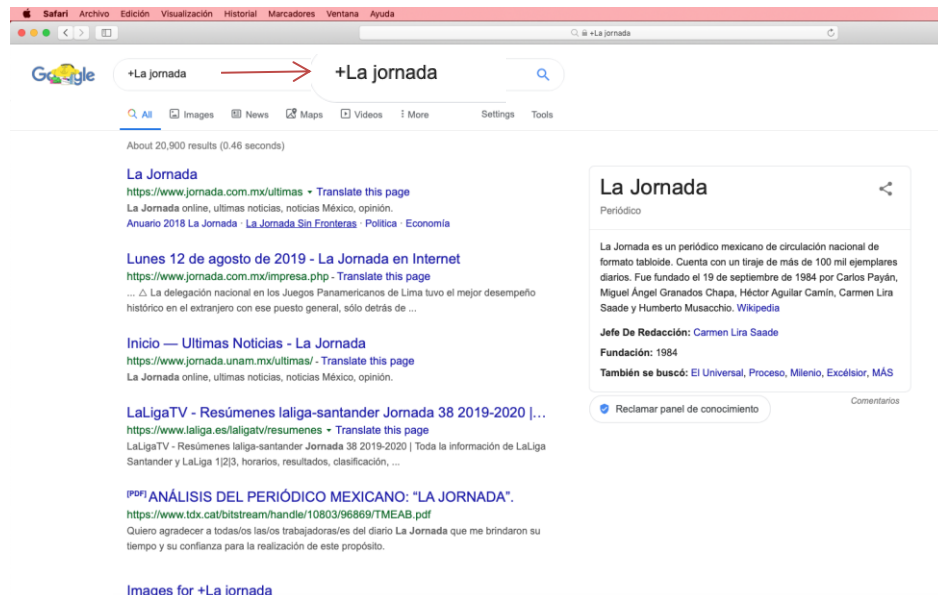 Safari Archivo Edición Visualización Historial Marcadores Ventana Ayuda
+La jornada
Google
+La jornada
+La jornada
All Images News Maps Videos More Settings Tools
About 20,900 results (0.46 seconds)
La Jornada
https://www.jornada.com.mx/ultimas ▾ Translate this page
La Jornada online, ultimas noticias, noticias México, opinión.
Anuario 2018 La Jornada · La Jornada Sin Fronteras · Politica · Economía
Lunes 12 de agosto de 2019 - La Jornada en Internet
https://www.jornada.com.mx/impresa.php - Translate this page
... △ La delegación nacional en los Juegos Panamericanos de Lima tuvo el mejor desempeño
histórico en el extranjero con ese puesto general, sólo detrás de ...
Inicio — Ultimas Noticias - La Jornada
https://www.jornada.unam.mx/ultimas/ - Translate this page
La Jornada online, ultimas noticias, noticias México, opinión.
LaLigaTV - Resúmenes laliga-santander Jornada 38 2019-2020 |...
https://www.laliga.es/laligatv/resumenes ▾ Translate this page
LaLigaTV - Resúmenes laliga-santander Jornada 38 2019-2020 | Toda la información de LaLiga
Santander y LaLiga 1|2|3, horarios, resultados, clasificación, ...
[PDF] ANÁLISIS DEL PERIÓDICO MEXICANO: “LA JORNADA”.
https://www.tdx.cat/bitstream/handle/10803/96869/TMEAB.pdf
Quiero agradecer a todas/os las/os trabajadoras/es del diario La Jornada que me brindaron su
tiempo y su confianza para la realización de este propósito.
Images for +La jornada
La Jornada
Periódico
La Jornada es un periódico mexicano de circulación nacional de
formato tabloide. Cuenta con un tiraje de más de 100 mil ejemplares
diarios. Fue fundado el 19 de septiembre de 1984 por Carlos Payán,
Miguel Ángel Granados Chapa, Héctor Aguilar Camín, Carmen Lira
Saade y Humberto Musacchio. Wikipedia
Jefe De Redacción: Carmen Lira Saade
Fundación: 1984
También se buscó: El Universal, Proceso, Milenio, Excélsior, MÁS
Comentarios
Reclamar panel de conocimiento